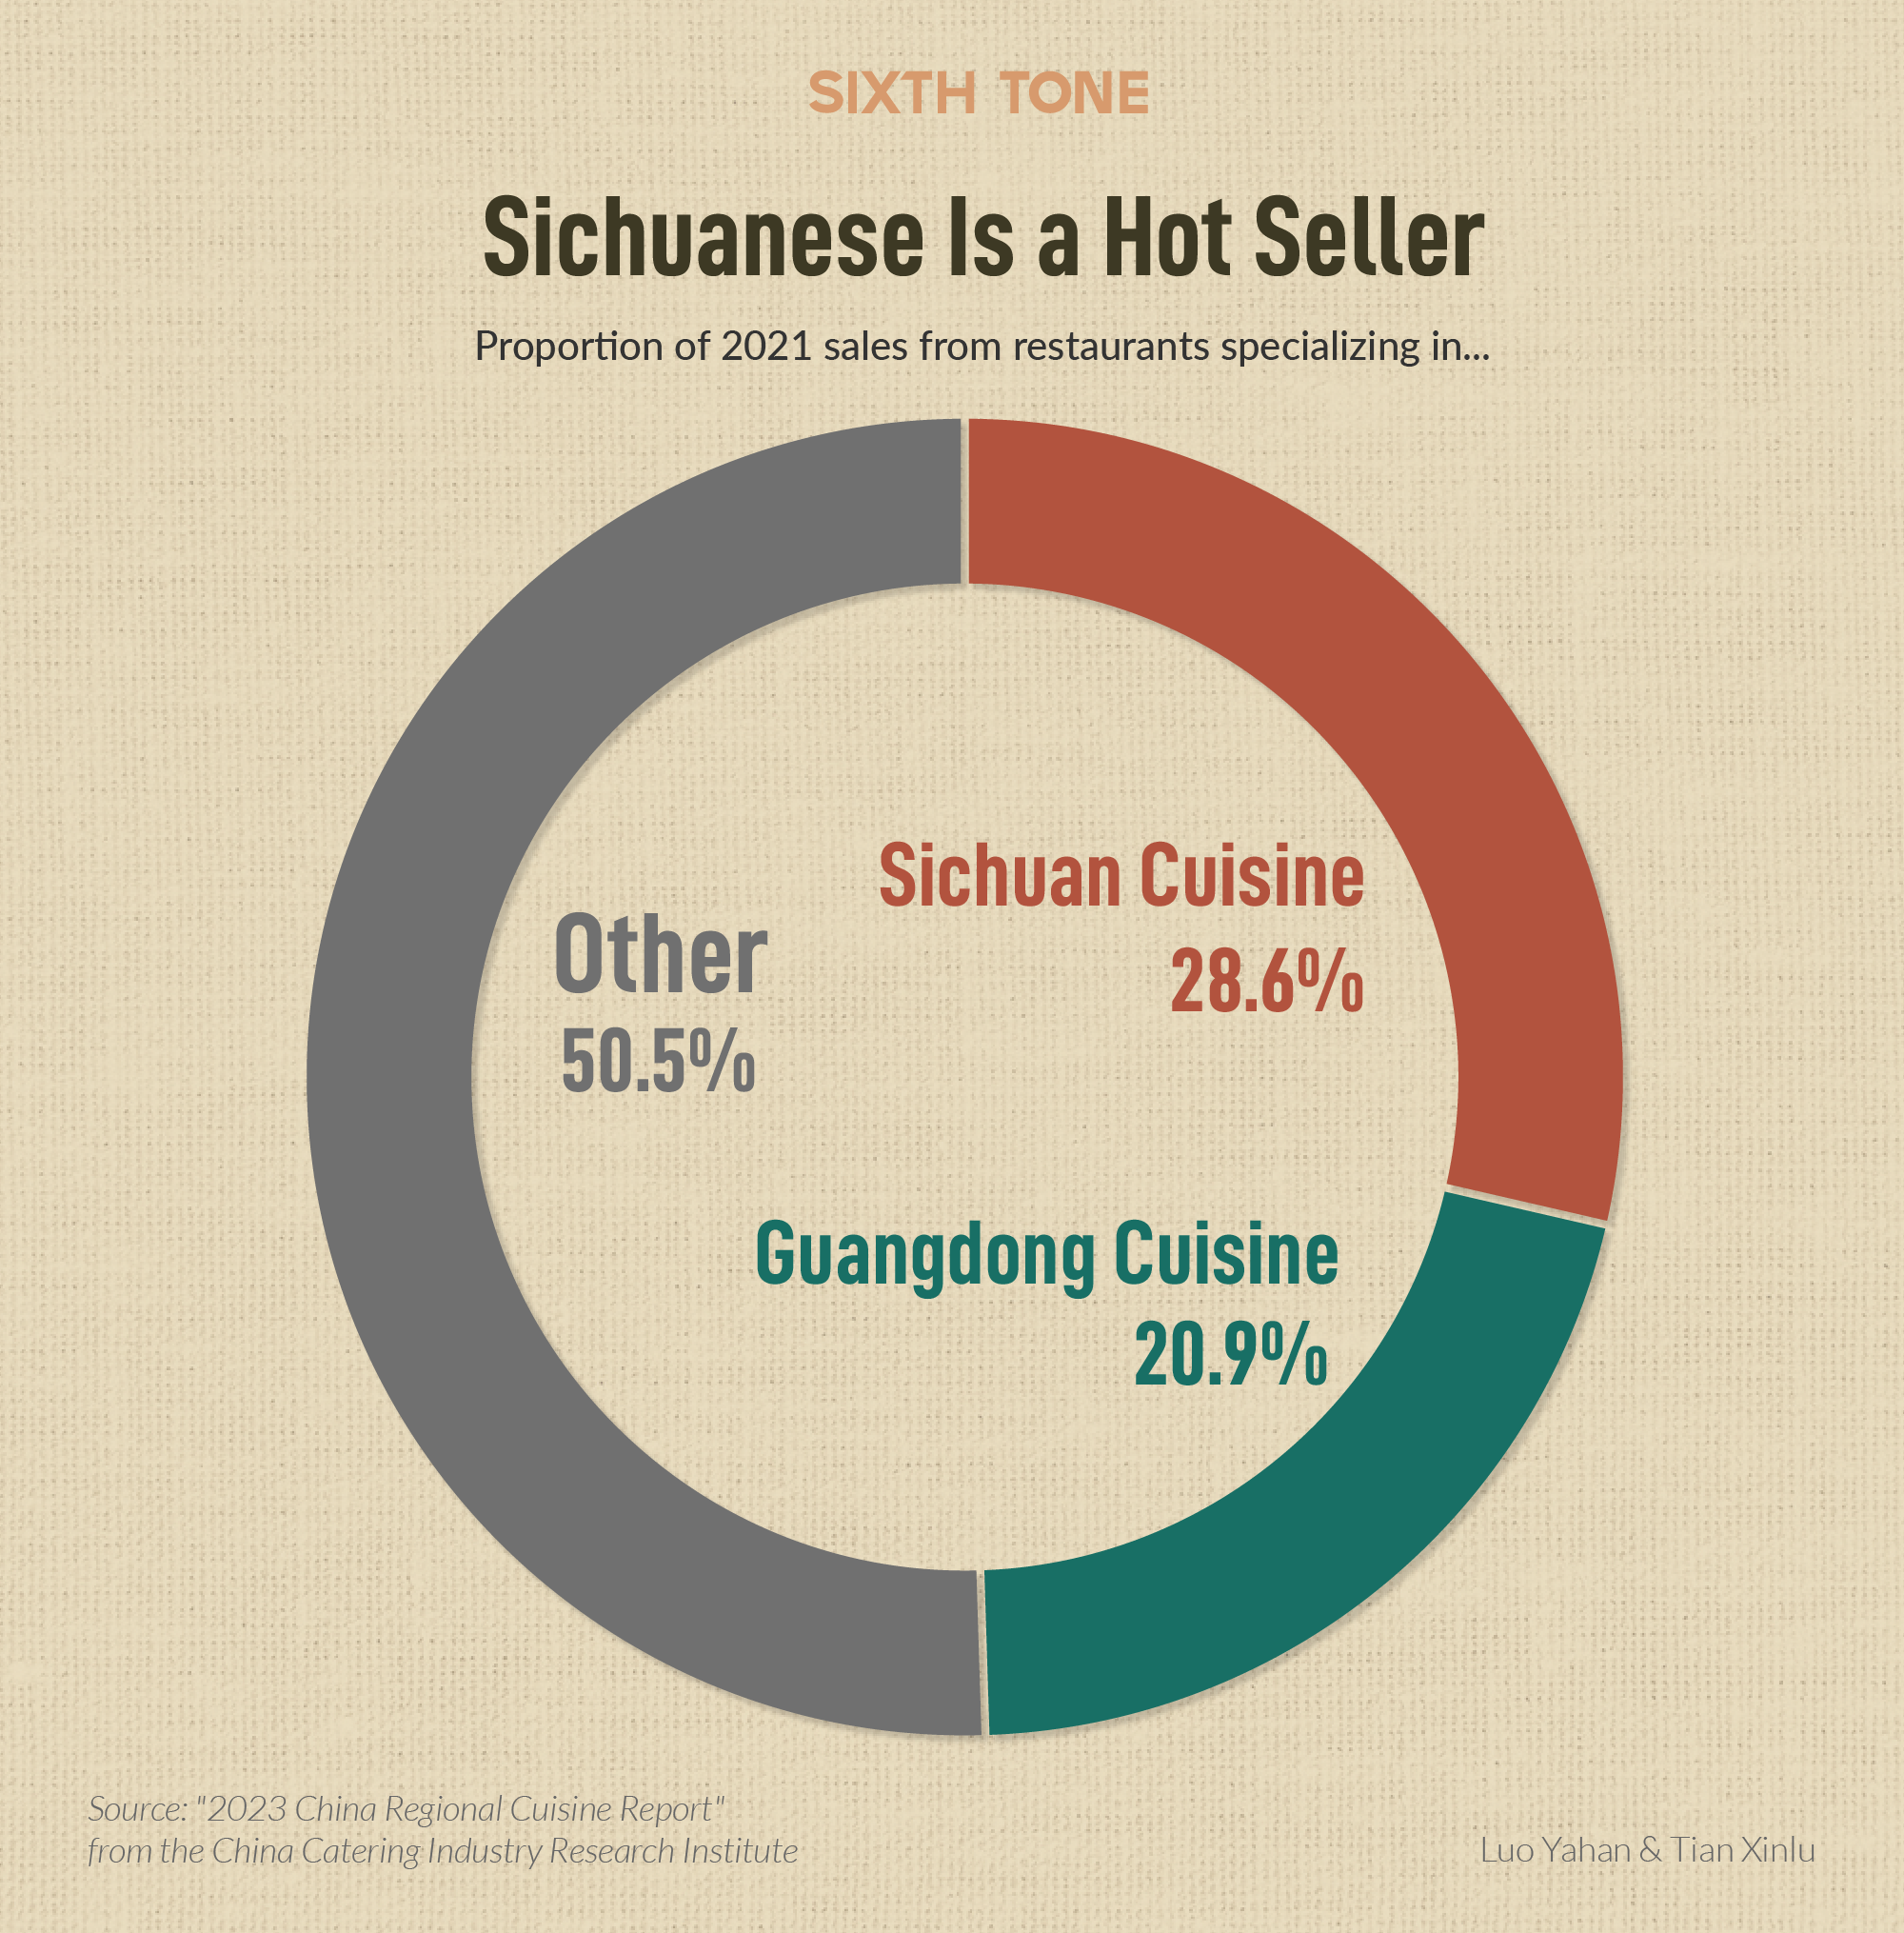 SIXTH TONE
Sichuanese Is a Hot Seller
Proportion of 2021 sales from restaurants specializing in...
Sichuan Cuisine
28.6%
Other
50.5%
Guangdong Cuisine
20.9%
Source: "2023 China Regional Cuisine Report"
from the China Catering Industry Research Institute
Luo Yahan & Tian Xinlu